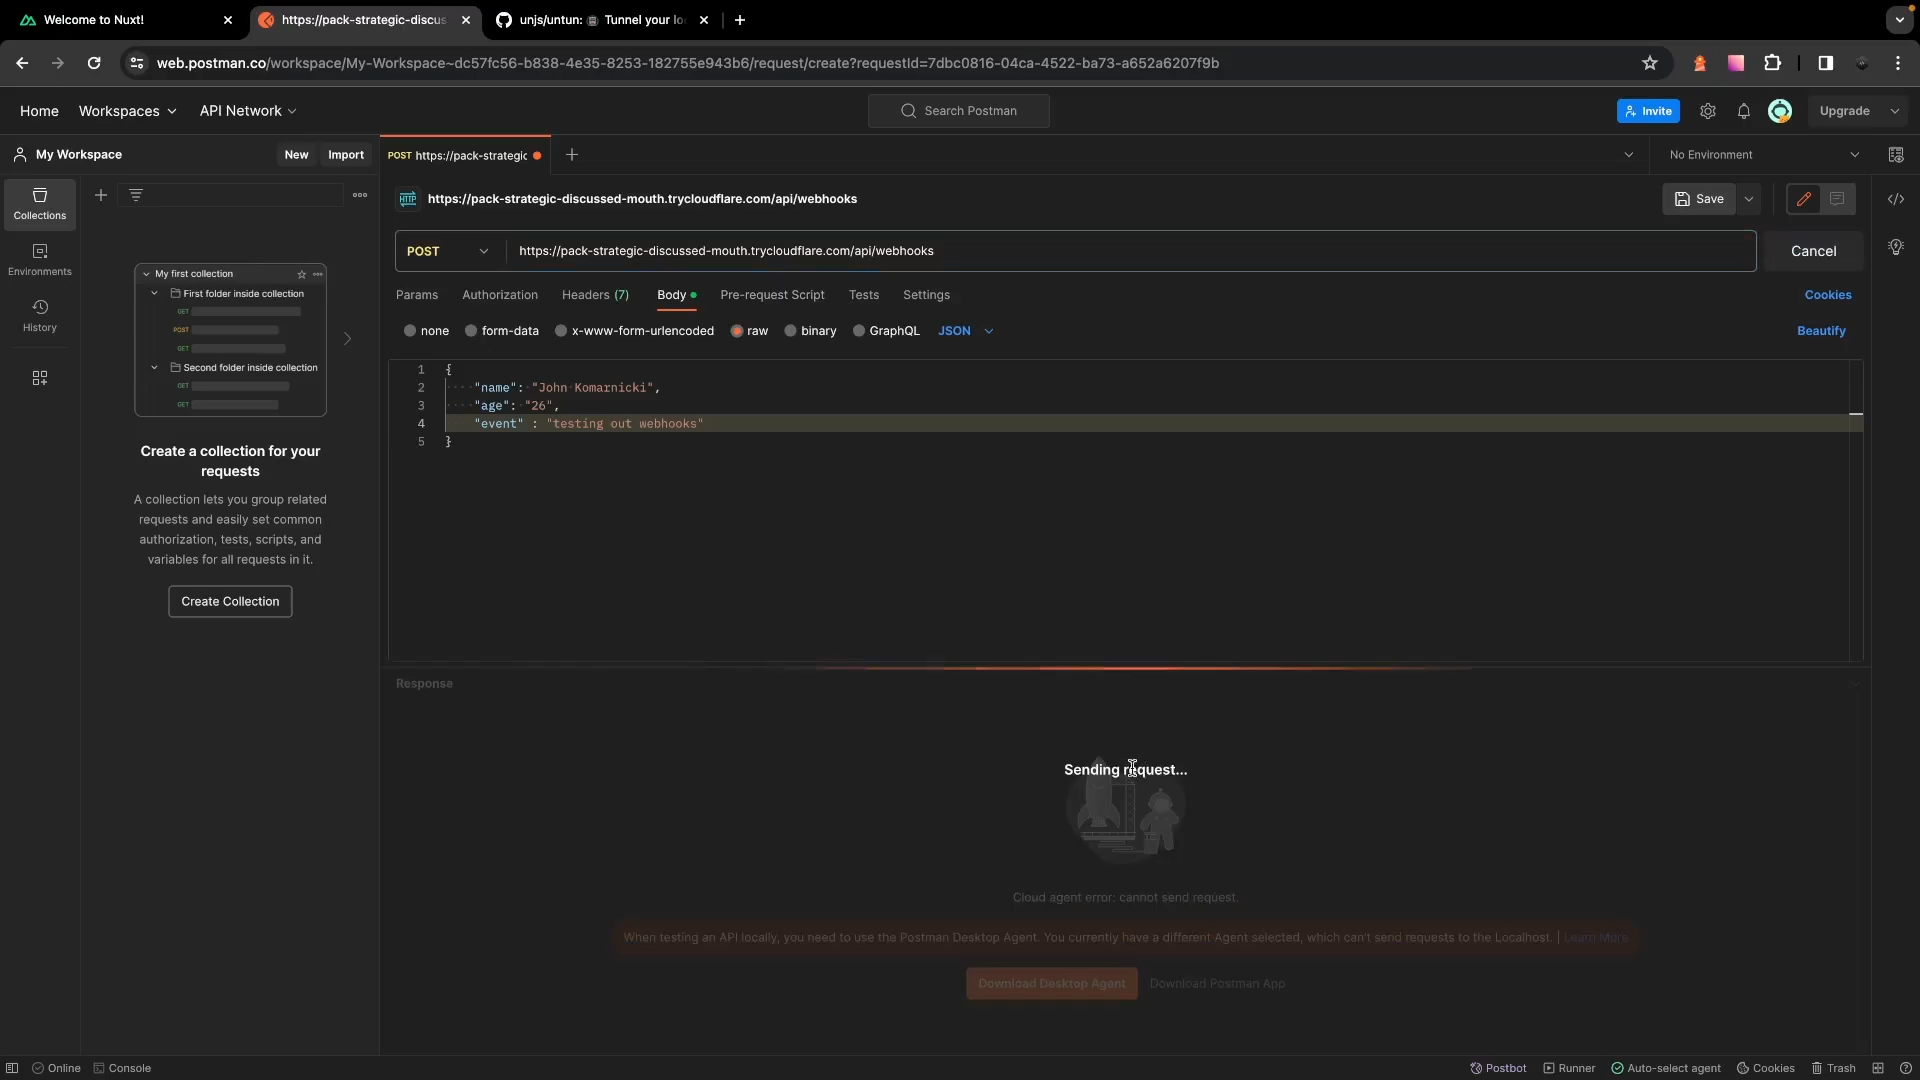 Welcome to Nuxt!
https://pack-strategic-discus
unjs/untun: Tunnel your lo
web.postman.co/workspace/My-Workspace~dc57fc56-b838-4e35-8253-182755e943b6/request/create?requestId=7dbc0816-04ca-4522-ba73-a652a6207f9b
Home
Workspaces
API Network
Search Postman
Invite
Upgrade
My Workspace
New
Import
POST https://pack-strategic
No Environment
Collections
Environments
History
My first collection
First folder inside collection
GET
POST
GET
Second folder inside collection
GET
GET
Create a collection for your
requests
A collection lets you group related
requests and easily set common
authorization, tests, scripts, and
variables for all requests in it.
Create Collection
HTTP
https://pack-strategic-discussed-mouth.trycloudflare.com/api/webhooks
Save
POST
https://pack-strategic-discussed-mouth.trycloudflare.com/api/webhooks
Cancel
Params
Authorization
Headers (7)
Body
Pre-request Script
Tests
Settings
Cookies
none
form-data
x-www-form-urlencoded
raw
binary
GraphQL
JSON
Beautify
1 {
2 "name": "John Komarnicki",
3 "age": "26",
4 "event" : "testing out webhooks"
5 }
Response
Sending request...
Cloud agent error: cannot send request.
When testing an API locally, you need to use the Postman Desktop Agent. You currently have a different Agent selected, which can't send requests to the Localhost. | Learn More
Download Desktop Agent
Download Postman App
Online
Console
Postbot
Runner
Auto-select agent
Cookies
Trash